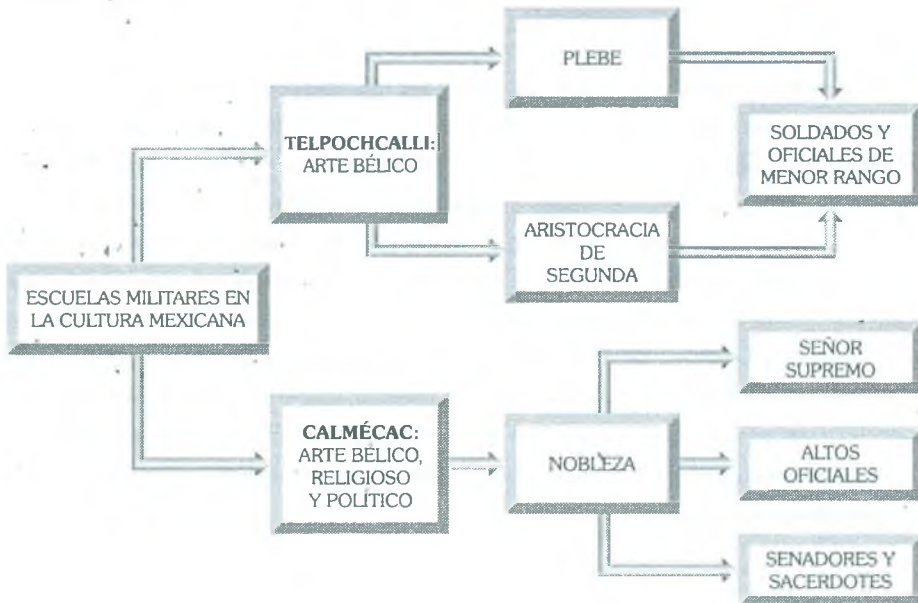 PLEBE
TELPOCHCALLI:
ARTE BÉLICO
SOLDADOS Y
OFICIALES DE
MENOR RANGO
ARISTOCRACIA
DE
SEGUNDA
ESCUELAS MILITARES EN
LA CULTURA MEXICANA
SEÑOR
SUPREMO
CALMÉCAC:
ARTE BÉLICO,
RELIGIOSO
Y POLÍTICO
NOBLEZA
ALTOS
OFICIALES
SENADORES Y
SACERDOTES